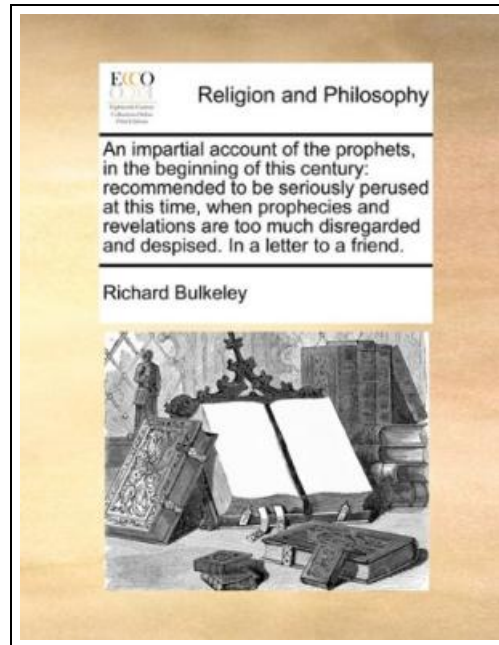 ECCO
Religion and Philosophy
An impartial account of the prophets,
in the beginning of this century:
recommended to be seriously perused
at this time, when prophecies and
revelations are too much disregarded
and despised. In a letter to a friend.
Richard Bulkeley